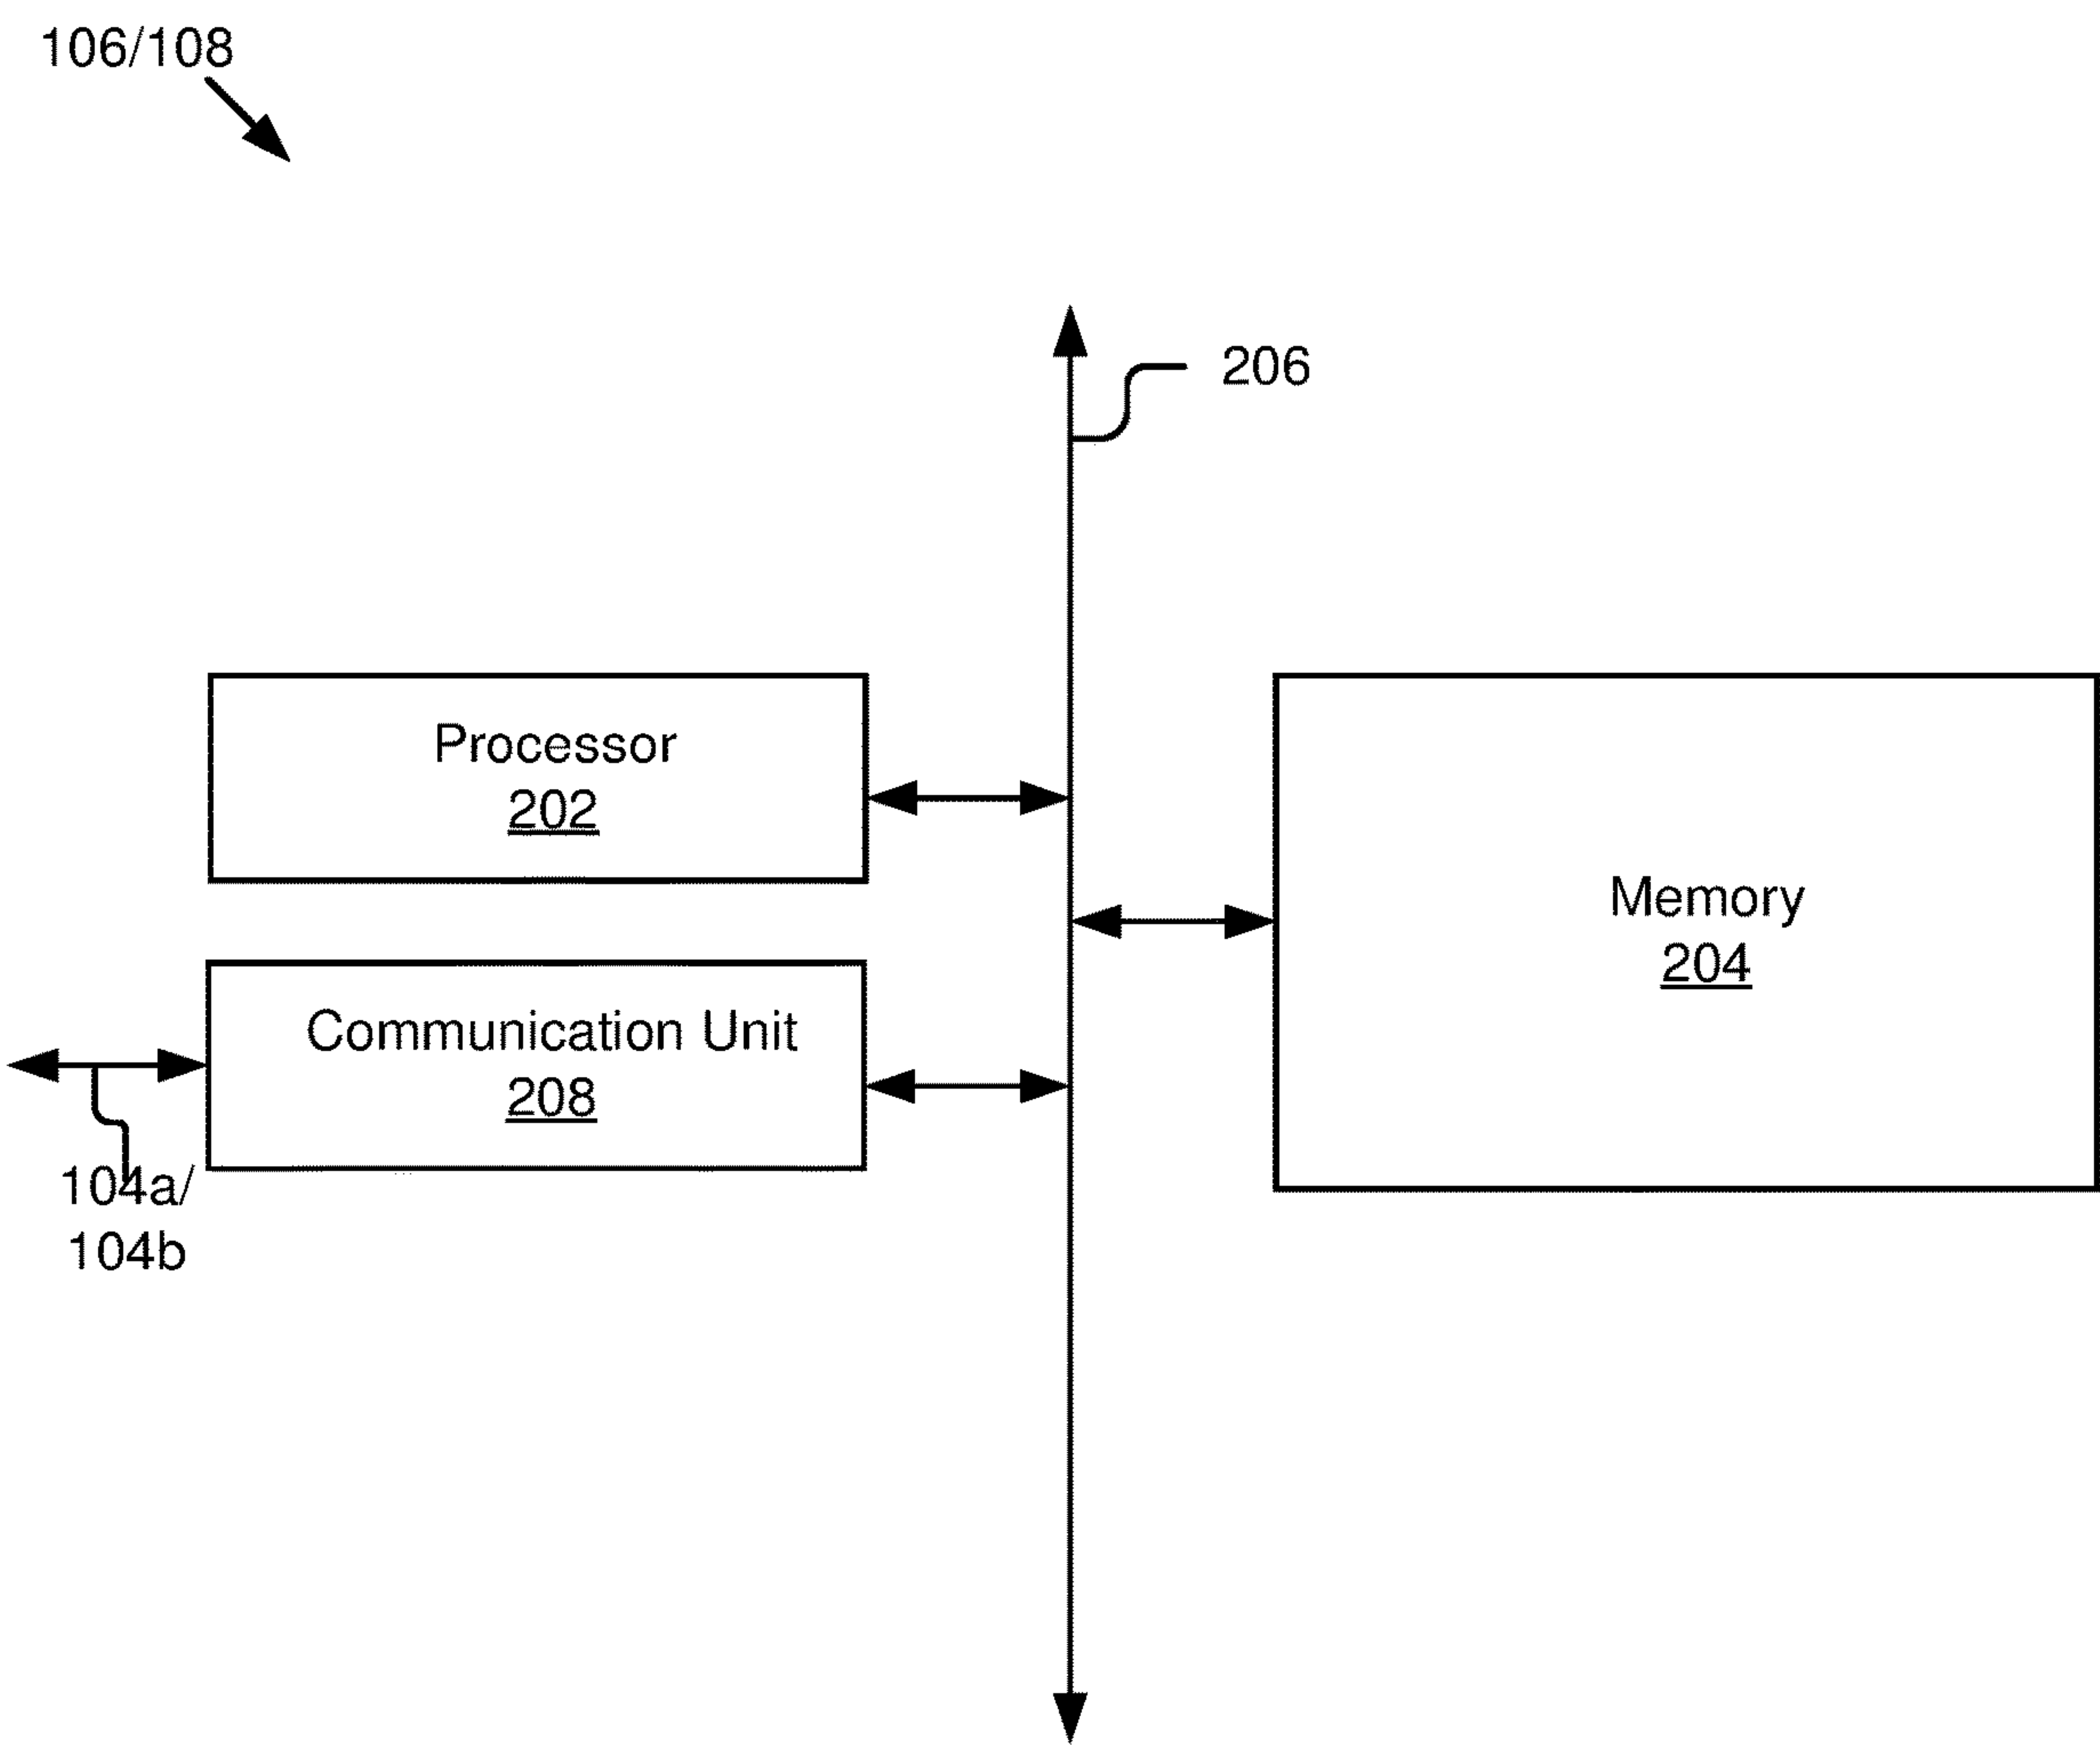 106/108
206
Processor
202
Memory
204
Communication Unit
208
104a/
104b